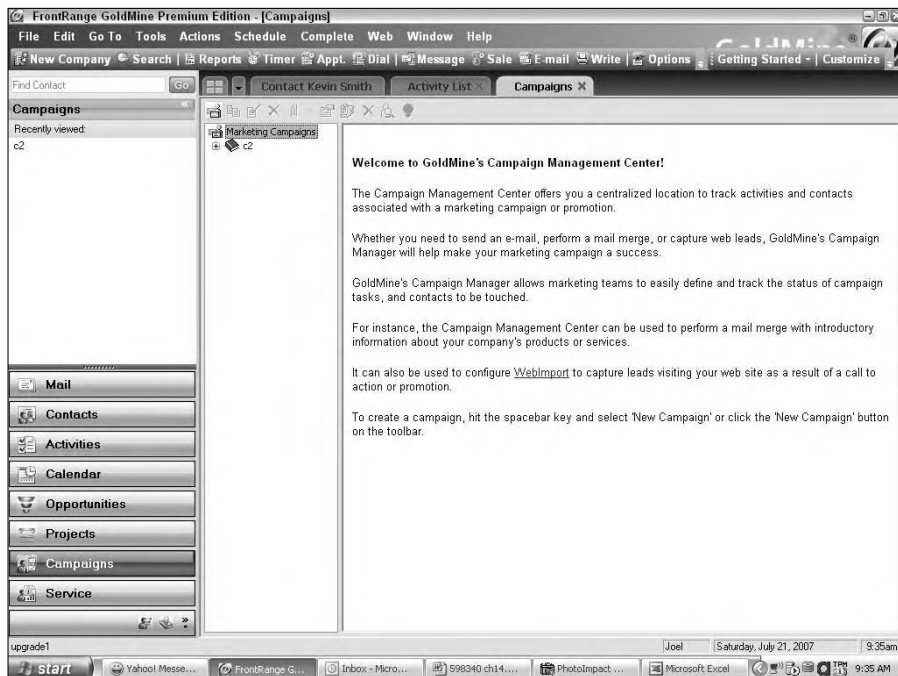 FrontRange GoldMine Premium Edition - [Campaigns]
File Edit Go To Tools Actions Schedule Complete Web Window Help
GoldMine
New Company Search Reports Timer Appt. Dial Message Sale E-mail Write Options Getting Started Customize
Find Contact Go Contact Kevin Smith Activity List Campaigns
Campaigns
Recently viewed:
c2
Marketing Campaigns
c2
Welcome to GoldMine's Campaign Management Center!
The Campaign Management Center offers you a centralized location to track activities and contacts
associated with a marketing campaign or promotion.
Whether you need to send an e-mail, perform a mail merge, or capture web leads, GoldMine's Campaign
Manager will help make your marketing campaign a success.
GoldMine's Campaign Manager allows marketing teams to easily define and track the status of campaign
tasks, and contacts to be touched.
For instance, the Campaign Management Center can be used to perform a mail merge with introductory
information about your company's products or services.
It can also be used to configure WebImport to capture leads visiting your web site as a result of a call to
action or promotion.
To create a campaign, hit the spacebar key and select 'New Campaign' or click the 'New Campaign' button
on the toolbar.
Mail
Contacts
Activities
Calendar
Opportunities
Projects
Campaigns
Service
upgrade1 Joel Saturday, July 21, 2007 9:35am
start Yahoo! Messe... FrontRange G... Inbox - Micro... 598340 ch14.... PhotoImpact ... Microsoft Excel 9:35 AM